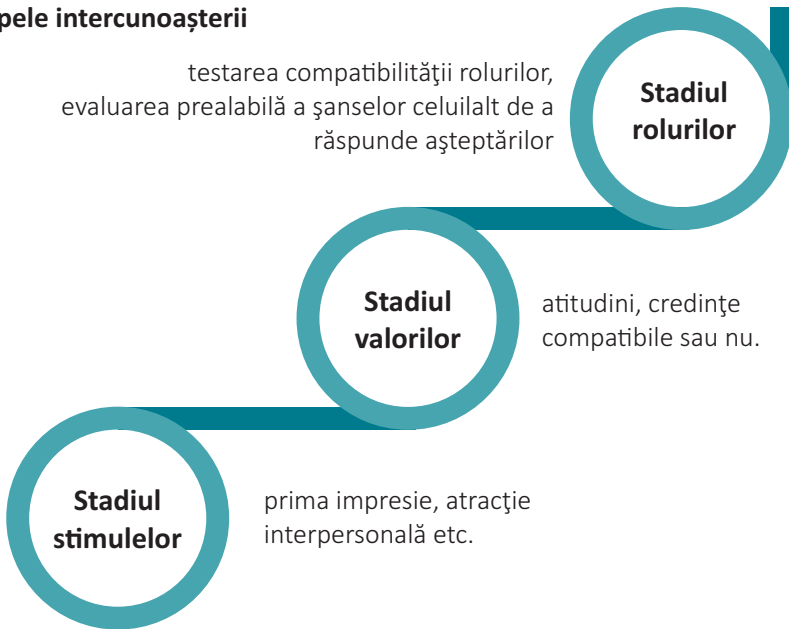 pele intercunoașterii
testarea compatibilităţii rolurilor,
evaluarea prealabilă a şanselor celuilalt de a
răspunde aşteptărilor
Stadiul
rolurilor
Stadiul
valorilor
atitudini, credinţe
compatibile sau nu.
Stadiul
stimulelor
prima impresie, atracţie
interpersonală etc.